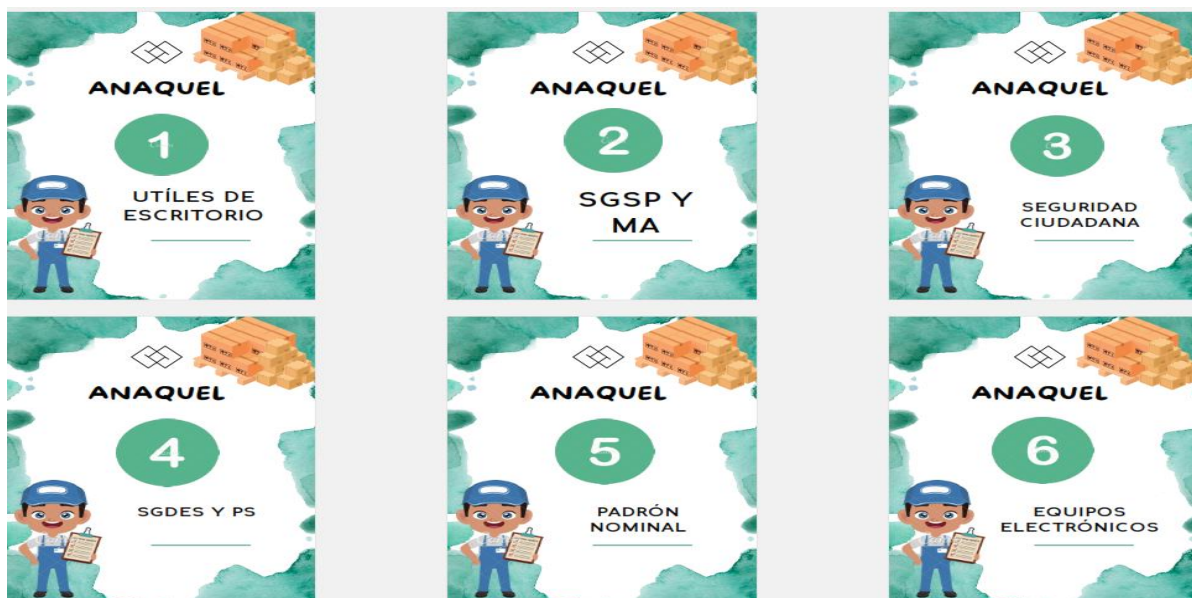 ANAQUEL
1
UTÍLES DE
ESCRITORIO
ANAQUEL
2
SGSP Y
MA
ANAQUEL
3
SEGURIDAD
CIUDADANA
ANAQUEL
4
SGDES Y PS
ANAQUEL
5
PADRÓN
NOMINAL
ANAQUEL
6
EQUIPOS
ELECTRÓNICOS